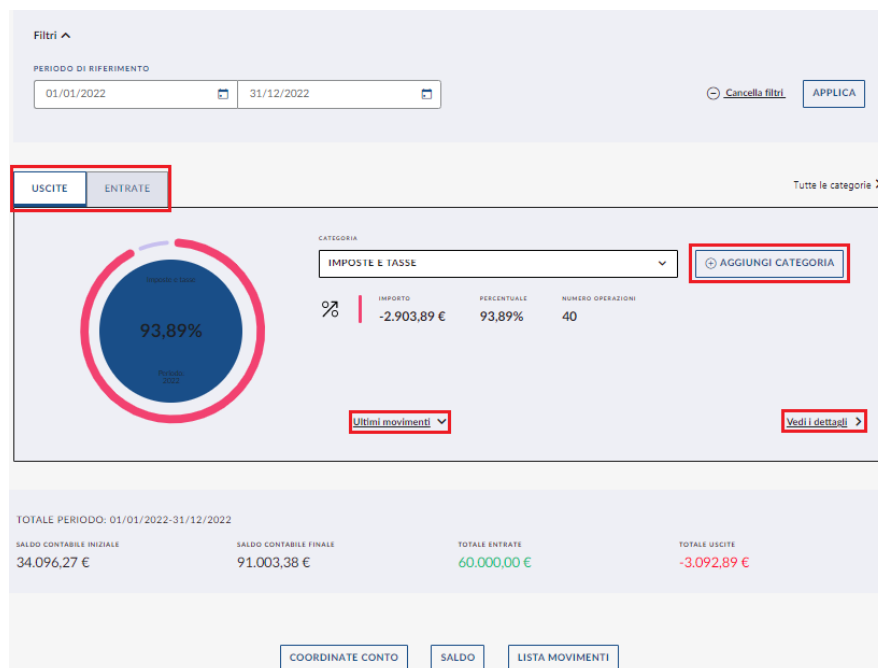 Filtri
PERIODO DI RIFERIMENTO
01/01/2022 31/12/2022
Cancella filtri APPLICA
USCITE ENTRATE
Tutte le categorie
CATEGORIA
IMPOSTE E TASSE
AGGIUNGI CATEGORIA
Imposte e tasse
93,89%
Periodo
2022
IMPORTO PERCENTUALE NUMERO OPERAZIONI
-2.903,89 € 93,89% 40
Ultimi movimenti
Vedi i dettagli
TOTALE PERIODO: 01/01/2022-31/12/2022
SALDO CONTABILE INIZIALE SALDO CONTABILE FINALE TOTALE ENTRATE TOTALE USCITE
34.096,27 € 91.003,38 € 60.000,00 € -3.092,89 €
COORDINATE CONTO SALDO LISTA MOVIMENTI